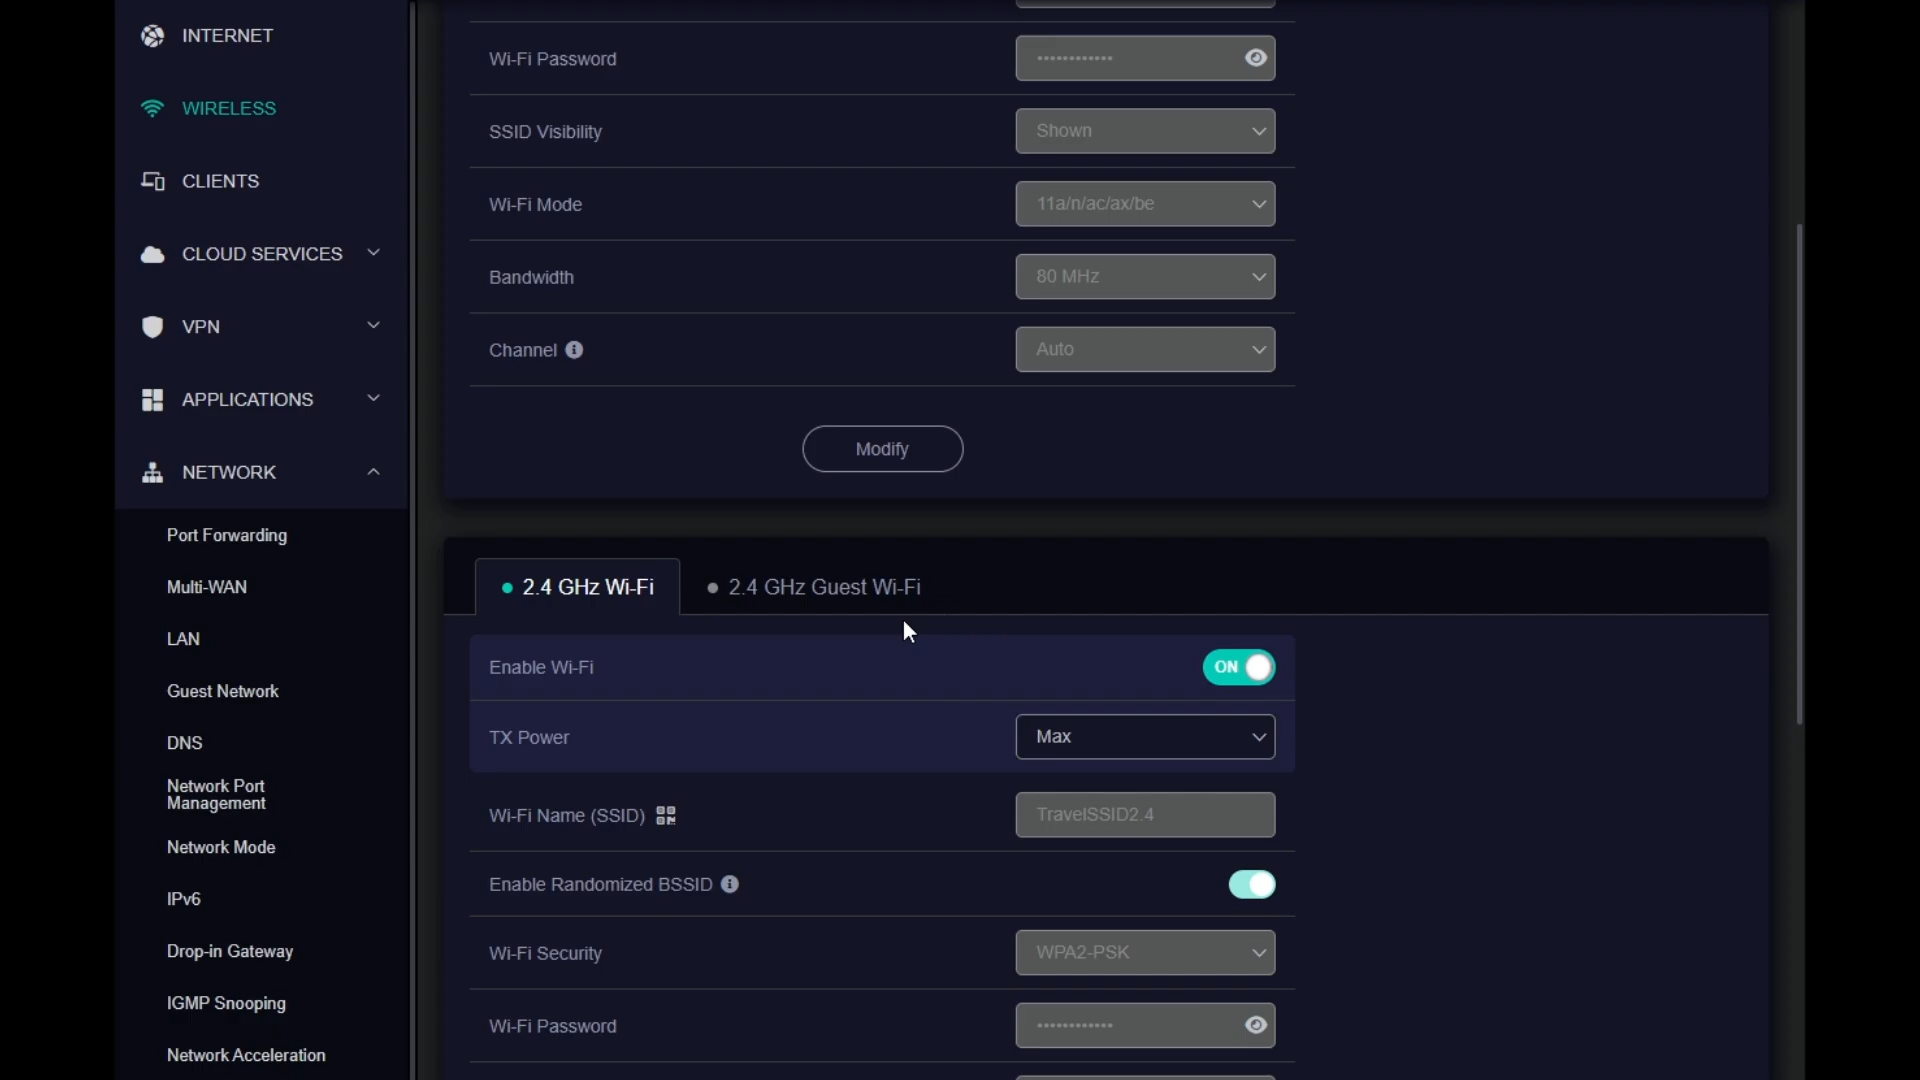 INTERNET
WIRELESS
CLIENTS
CLOUD SERVICES
VPN
APPLICATIONS
NETWORK
Port Forwarding
Multi-WAN
LAN
Guest Network
DNS
Network Port
Management
Network Mode
IPv6
Drop-in Gateway
IGMP Snooping
Network Acceleration
Wi-Fi Password ••••••••••••
SSID Visibility Shown
Wi-Fi Mode 11a/n/ac/ax/be
Bandwidth 80 MHz
Channel Auto
Modify
2.4 GHz Wi-Fi 2.4 GHz Guest Wi-Fi
Enable Wi-Fi ON
TX Power Max
Wi-Fi Name (SSID) TravelSSID2.4
Enable Randomized BSSID
Wi-Fi Security WPA2-PSK
Wi-Fi Password ••••••••••••